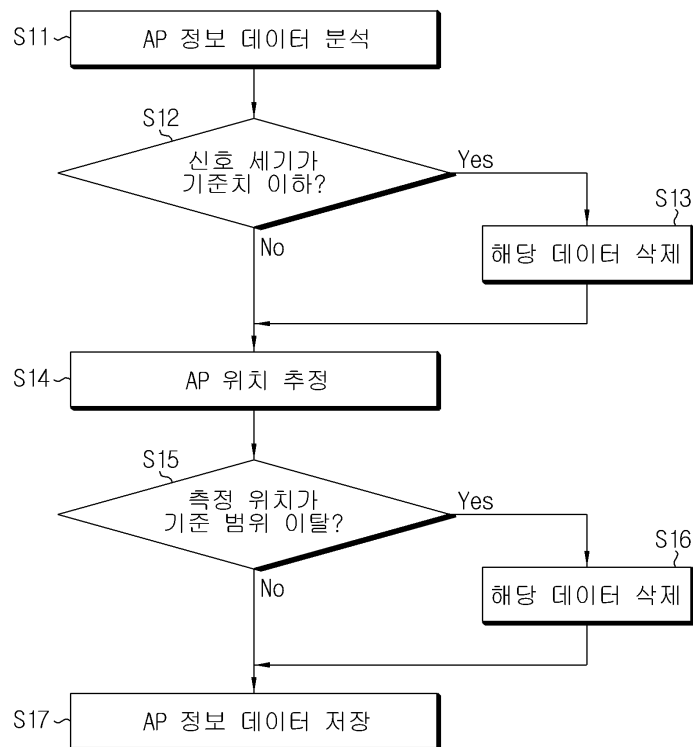 S11
AP 정보 데이터 분석
S12
신호 세기가
기준치 이하?
Yes
S13
해당 데이터 삭제
No
S14
AP 위치 추정
S15
측정 위치가
기준 범위 이탈?
Yes
S16
해당 데이터 삭제
No
S17
AP 정보 데이터 저장